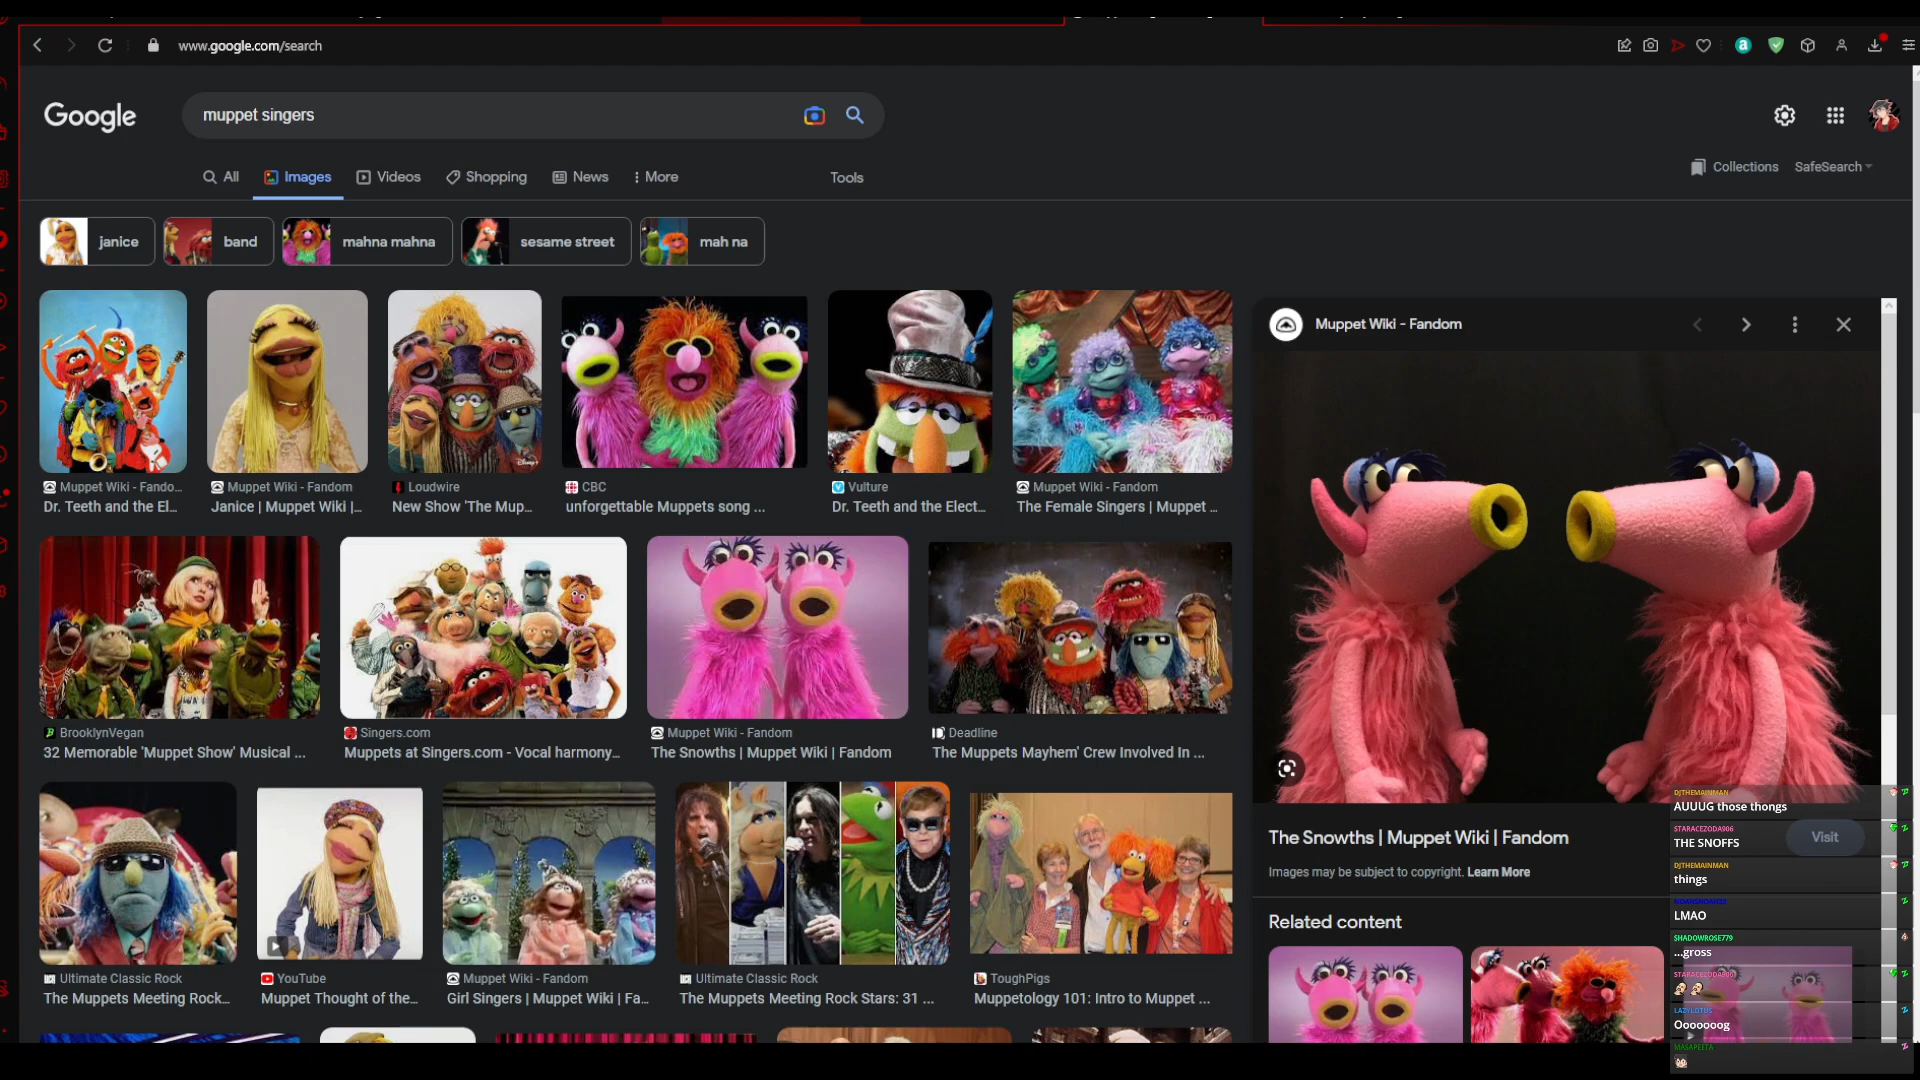 www.google.com/search
Google
muppet singers
All
Images
Videos
Shopping
News
More
Tools
Collections
SafeSearch
janice
band
mahna mahna
sesame street
mah na
Muppet Wiki - Fando...
Dr. Teeth and the El...
Muppet Wiki - Fandom
Janice | Muppet Wiki |...
Loudwire
New Show 'The Mup...
CBC
unforgettable Muppets song ...
Vulture
Dr. Teeth and the Elect...
Muppet Wiki - Fandom
The Female Singers | Muppet ...
BrooklynVegan
32 Memorable 'Muppet Show' Musical ...
Singers.com
Muppets at Singers.com - Vocal harmony...
Muppet Wiki - Fandom
The Snowths | Muppet Wiki | Fandom
Deadline
The Muppets Mayhem' Crew Involved In ...
Ultimate Classic Rock
The Muppets Meeting Rock...
YouTube
Muppet Thought of the...
Muppet Wiki - Fandom
Girl Singers | Muppet Wiki | Fa...
Ultimate Classic Rock
The Muppets Meeting Rock Stars: 31 ...
ToughPigs
Muppetology 101: Intro to Muppet ...
Muppet Wiki - Fandom
The Snowths | Muppet Wiki | Fandom
Visit
Images may be subject to copyright. Learn More
Related content
DJTHEMAINMAN
AUUUG those thongs
STARACEZODA906
THE SNOFFS
DJTHEMAINMAN
things
LMAO
SHADOWROSE779
...gross
STARACEZODA906
LAZYLOTUS
Ooooooog
MASAPEETA